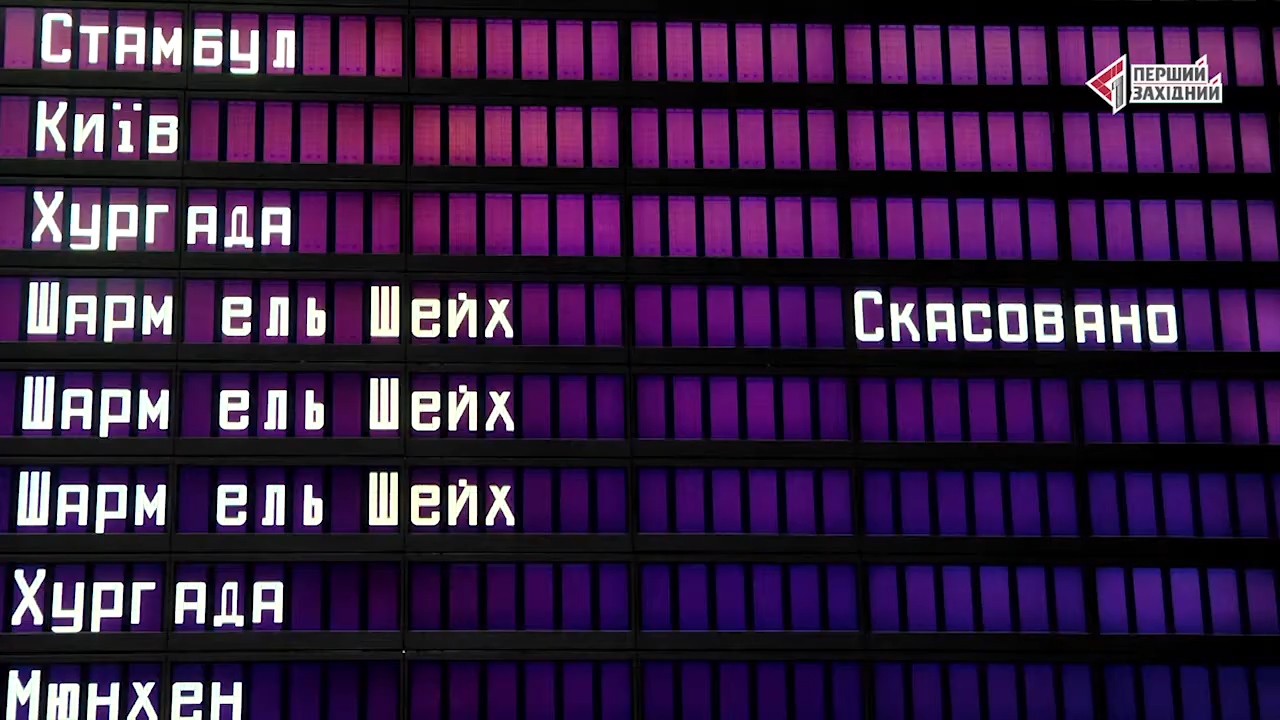 Стамбул
ПЕРШИЙ
ЗАХІДНИЙ
Київ
Хургада
Шарм ель Шейх Скасовано
Шарм ель Шейх
Шарм ель Шейх
Хургада
Мюнхен